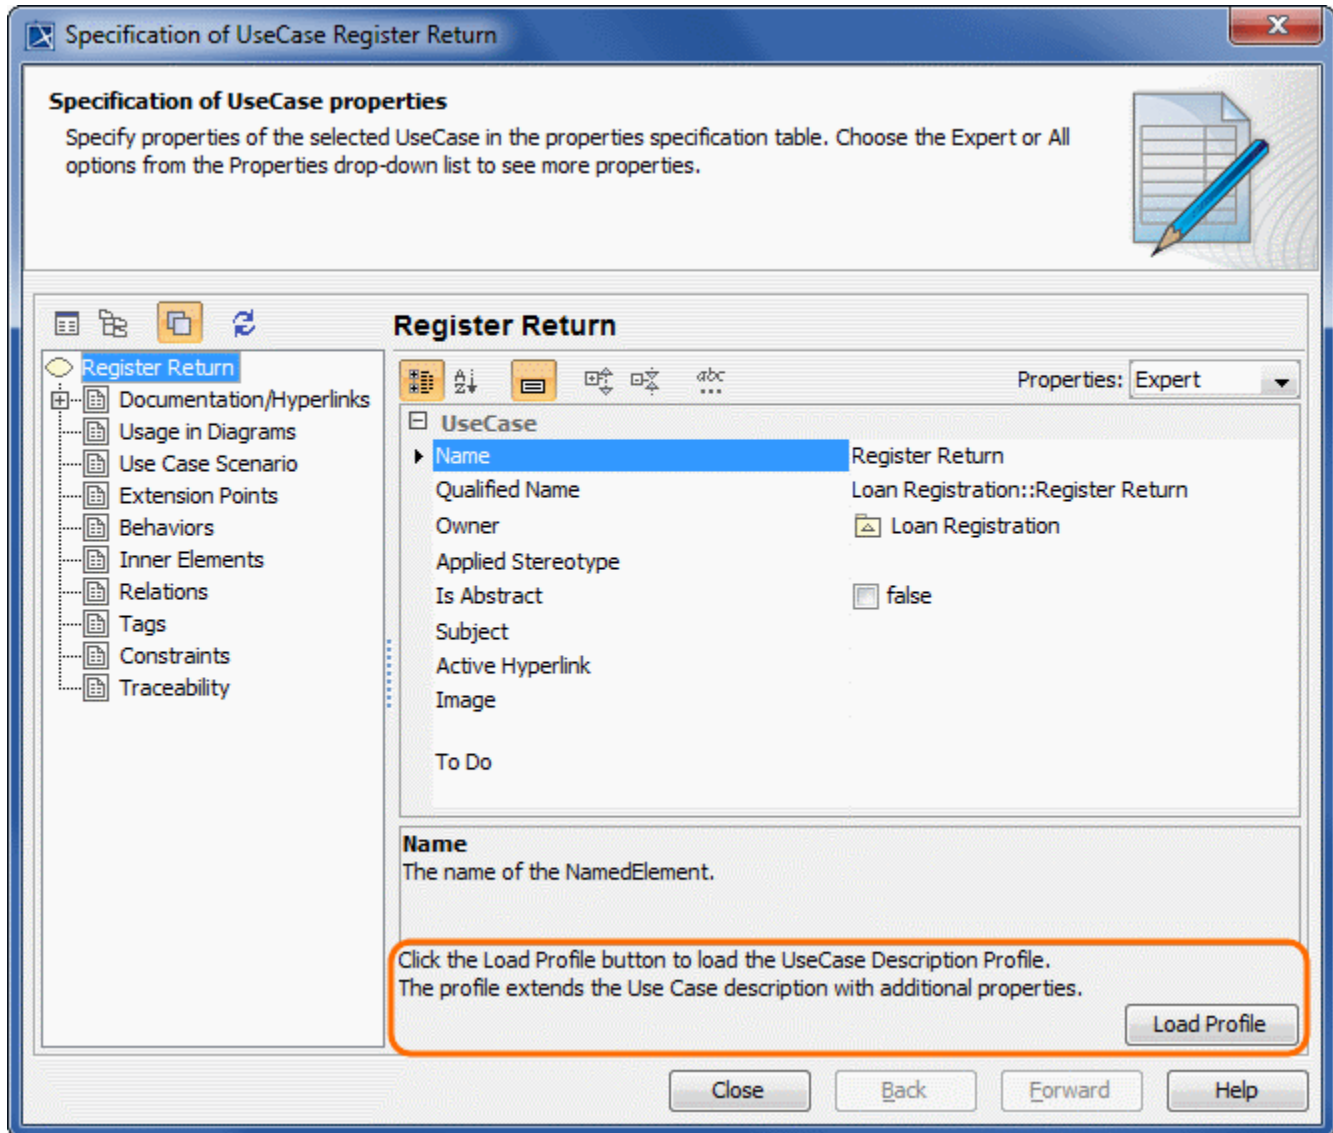 Specification of UseCase Register Return
Specification of UseCase properties
Specify properties of the selected UseCase in the properties specification table. Choose the Expert or All
options from the Properties drop-down list to see more properties.
Register Return
Register Return
Documentation/Hyperlinks
Usage in Diagrams
Use Case Scenario
Extension Points
Behaviors
Inner Elements
Relations
Tags
Constraints
Traceability
Properties: Expert
UseCase
Name Register Return
Qualified Name Loan Registration::Register Return
Owner Loan Registration
Applied Stereotype
Is Abstract false
Subject
Active Hyperlink
Image
To Do
Name
The name of the NamedElement.
Click the Load Profile button to load the UseCase Description Profile.
The profile extends the Use Case description with additional properties.
Load Profile
Close Back Forward Help